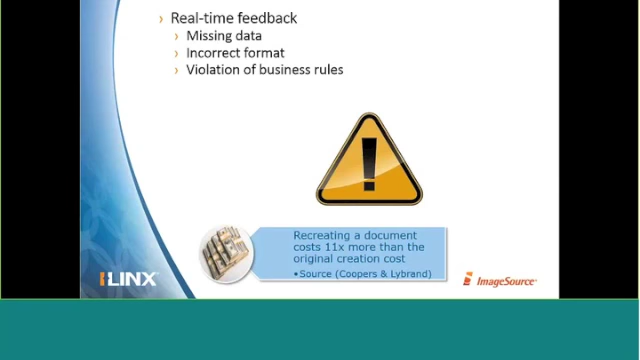 › Real-time feedback
› Missing data
› Incorrect format
› Violation of business rules
Recreating a document
costs 11x more than the
original creation cost
•Source (Coopers & Lybrand)
ILINX
ImageSource